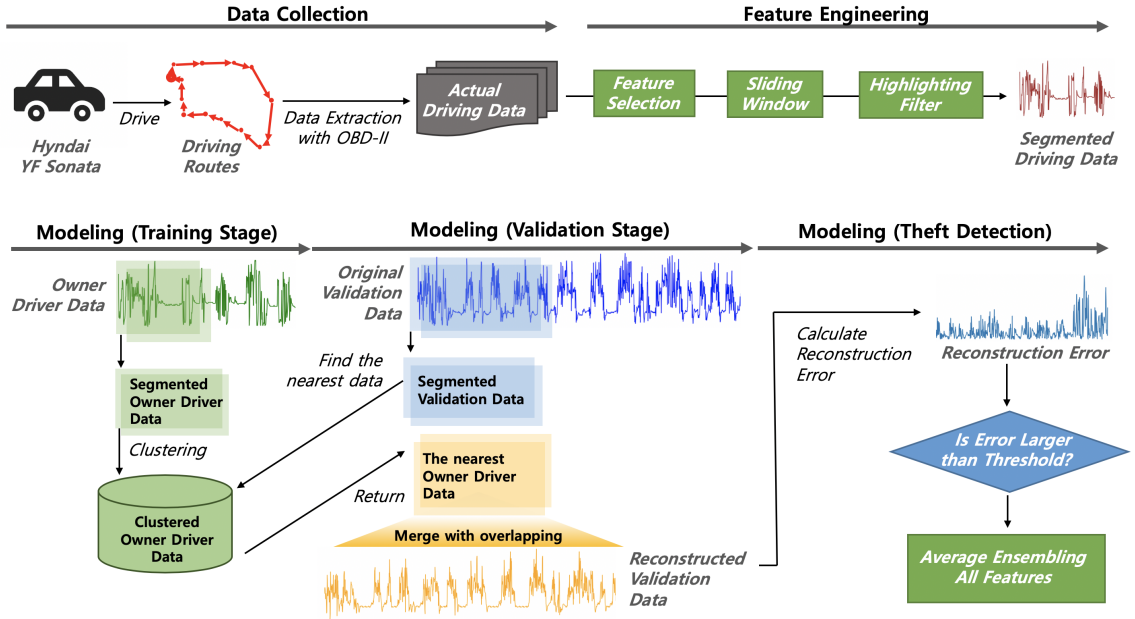 Data Collection
Feature Engineering
Hyndai
YF Sonata
Drive
Driving
Routes
Data Extraction
with OBD-II
Actual
Driving Data
Feature
Selection
Sliding
Window
Highlighting
Filter
Segmented
Driving Data
Modeling (Training Stage)
Modeling (Validation Stage)
Modeling (Theft Detection)
Owner
Driver Data
Segmented
Owner Driver
Data
Clustering
Clustered
Owner Driver
Data
Original
Validation
Data
Find the
nearest data
Segmented
Validation Data
Return
The nearest
Owner Driver
Data
Merge with overlapping
Reconstructed
Validation
Data
Calculate
Reconstruction
Error
Reconstruction Error
Is Error Larger
than Threshold?
Average Ensembling
All Features